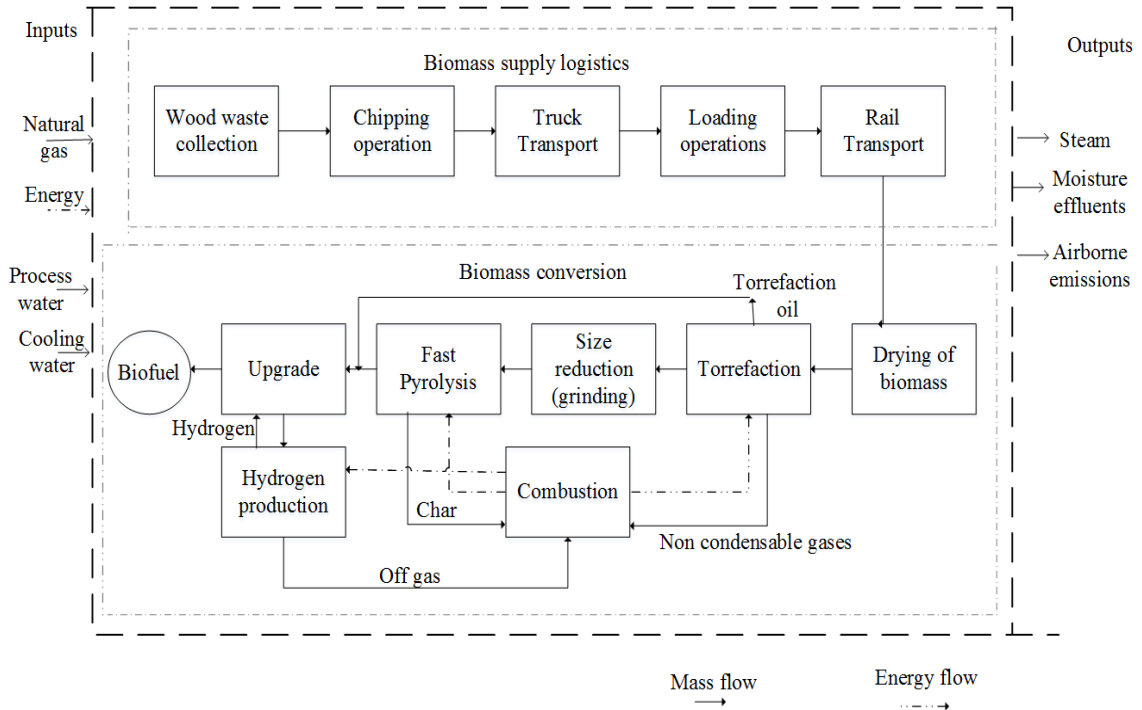 Inputs
Outputs
Biomass supply logistics
Wood waste
collection
Chipping
operation
Truck
Transport
Loading
operations
Rail
Transport
Natural
gas
Energy
Process
water
Cooling
water
Steam
Moisture
effluents
Airborne
emissions
Biomass conversion
Torrefaction
oil
Biofuel
Upgrade
Fast
Pyrolysis
Size
reduction
(grinding)
Torrefaction
Drying of
biomass
Hydrogen
Hydrogen
production
Combustion
Char
Non condensable gases
Off gas
Mass flow
Energy flow